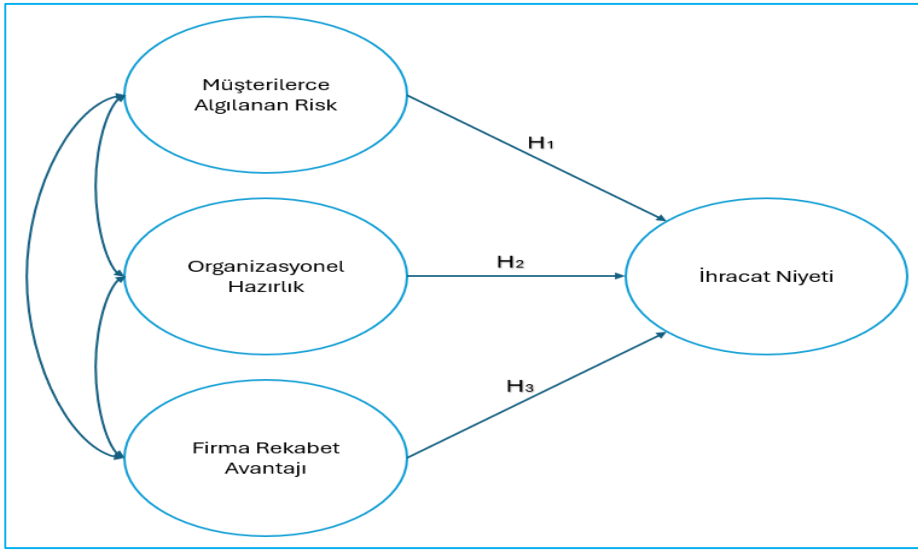 Müşterilerce
Algılanan Risk
H₁
Organizasyonel
Hazırlık
H₂
İhracat Niyeti
H₃
Firma Rekabet
Avantajı